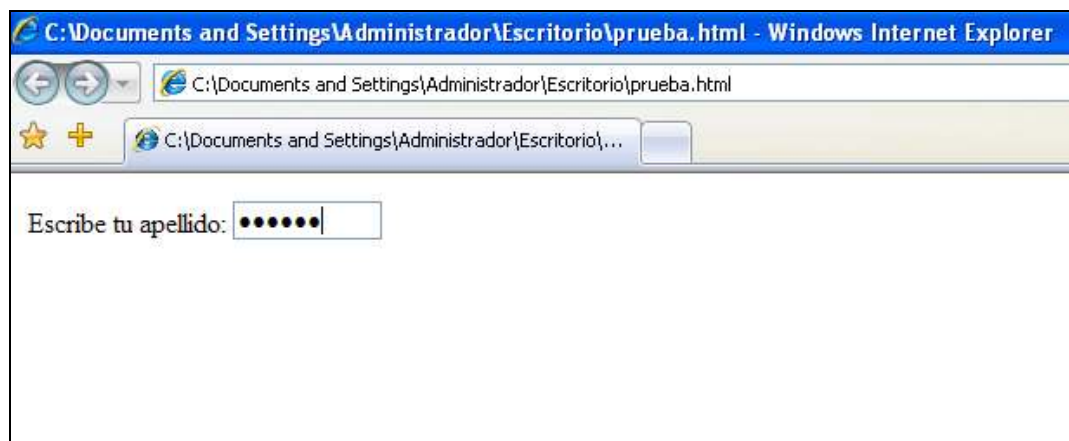 C:\Documents and Settings\Administrador\Escritorio\prueba.html - Windows Internet Explorer
C:\Documents and Settings\Administrador\Escritorio\prueba.html
C:\Documents and Settings\Administrador\Escritorio\...
Escribe tu apellido: ●●●●●●